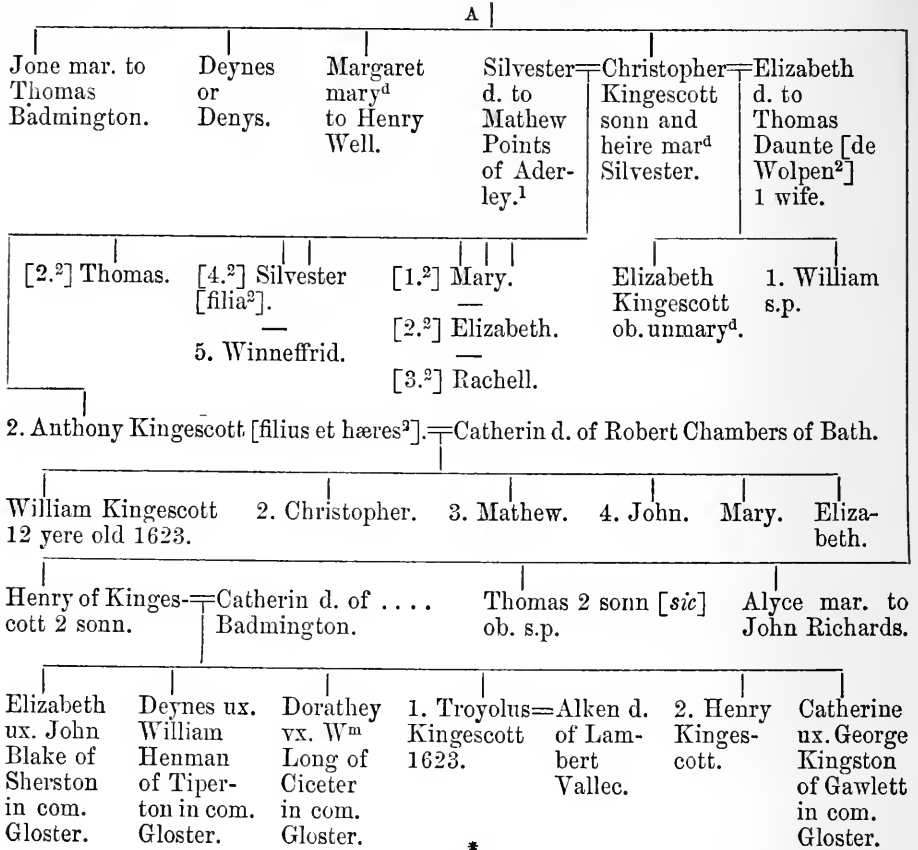 A
Jone mar. to
Thomas
Badmington.
Deynes
or
Denys.
Margaret
maryᵈ
to Henry
Well.
Silvester
d. to
Mathew
Points
of Ader-
ley.¹
Christopher
Kingescott
sonn and
heire marᵈ
Silvester.
Elizabeth
d. to
Thomas
Daunte [de
Wolpen²]
1 wife.
[2.²] Thomas.
[4.²] Silvester
[filia²].
—
5. Winneffrid.
[1.²] Mary.
—
[2.²] Elizabeth.
—
[3.²] Rachell.
Elizabeth
Kingescott
ob. unmaryᵈ.
1. William
s.p.
2. Anthony Kingescott [filius et hæres²].=Catherin d. of Robert Chambers of Bath.
William Kingescott
12 yere old 1623.
2. Christopher.
3. Mathew.
4. John.
Mary.
Eliza-
beth.
Henry of Kinges-
cott 2 sonn.
=Catherin d. of ....
Badmington.
Thomas 2 sonn [sic]
ob. s.p.
Alyce mar. to
John Richards.
Elizabeth
ux. John
Blake of
Sherston
in com.
Gloster.
Deynes ux.
William
Henman
of Tiper-
ton in com.
Gloster.
Dorathey
vx. Wᵐ
Long of
Ciceter
in com.
Gloster.
1. Troyolus=
Kingescott
1623.
Alken d.
of Lam-
bert
Vallec.
2. Henry
Kinges-
cott.
Catherine
ux. George
Kingston
of Gawlett
in com.
Gloster.
*